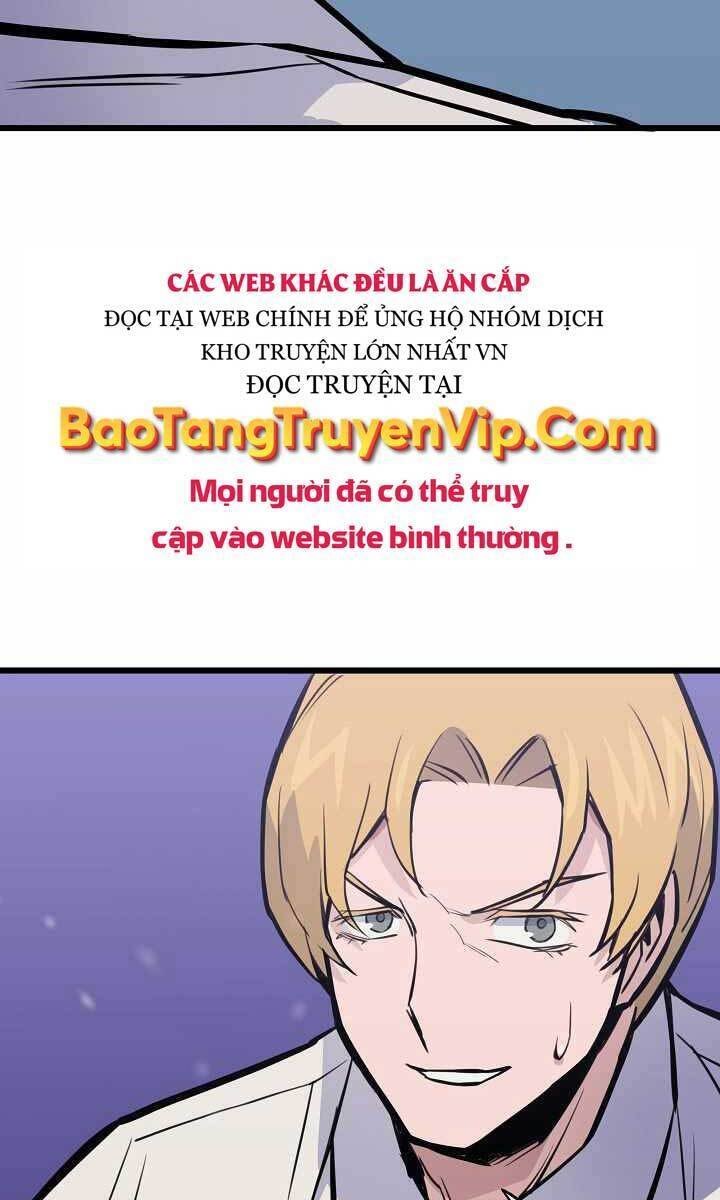 CÁC WEB KHÁC ĐỀU LÀ ĂN CẮP
ĐỌC TẠI WEB CHÍNH ĐỂ ỦNG HỘ NHÓM DỊCH
KHO TRUYỆN LỚN NHẤT VN
ĐỌC TRUYỆN TẠI
BaoTangTruyenVip.Com
Mọi người đã có thể truy
cập vào website bình thường .